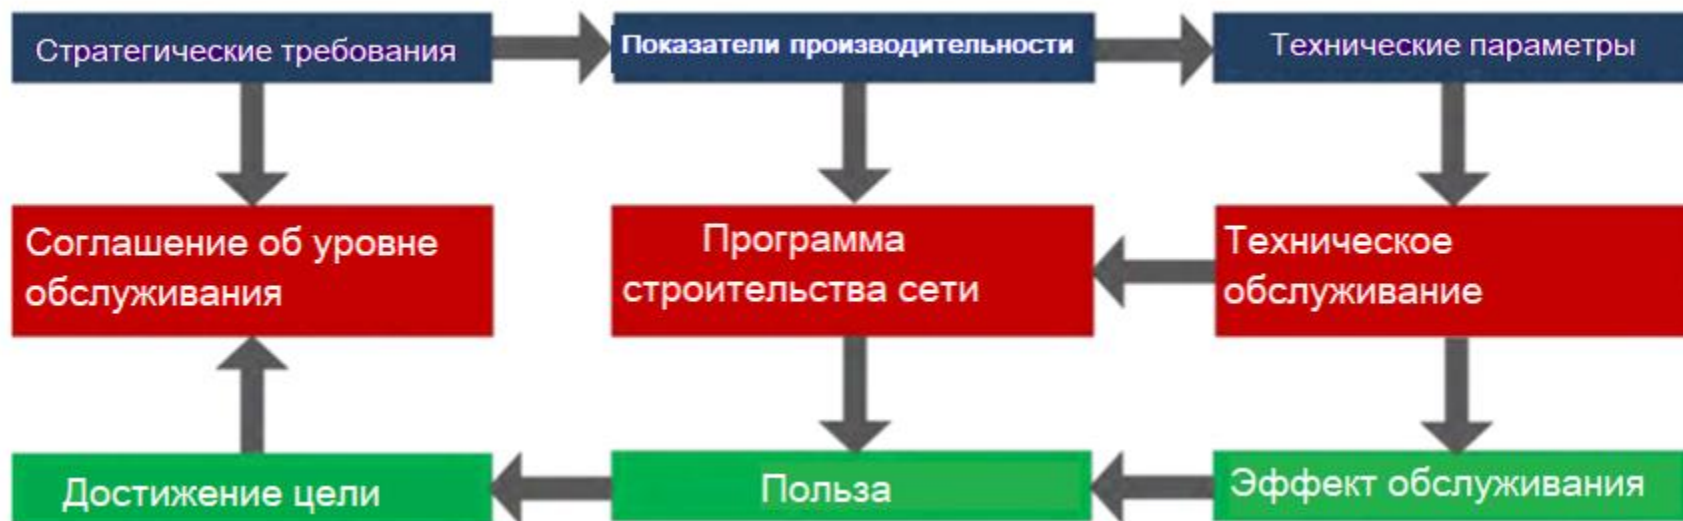 Стратегические требования
Показатели производительности
Технические параметры
Соглашение об уровне
обслуживания
Программа
строительства сети
Техническое
обслуживание
Достижение цели
Польза
Эффект обслуживания